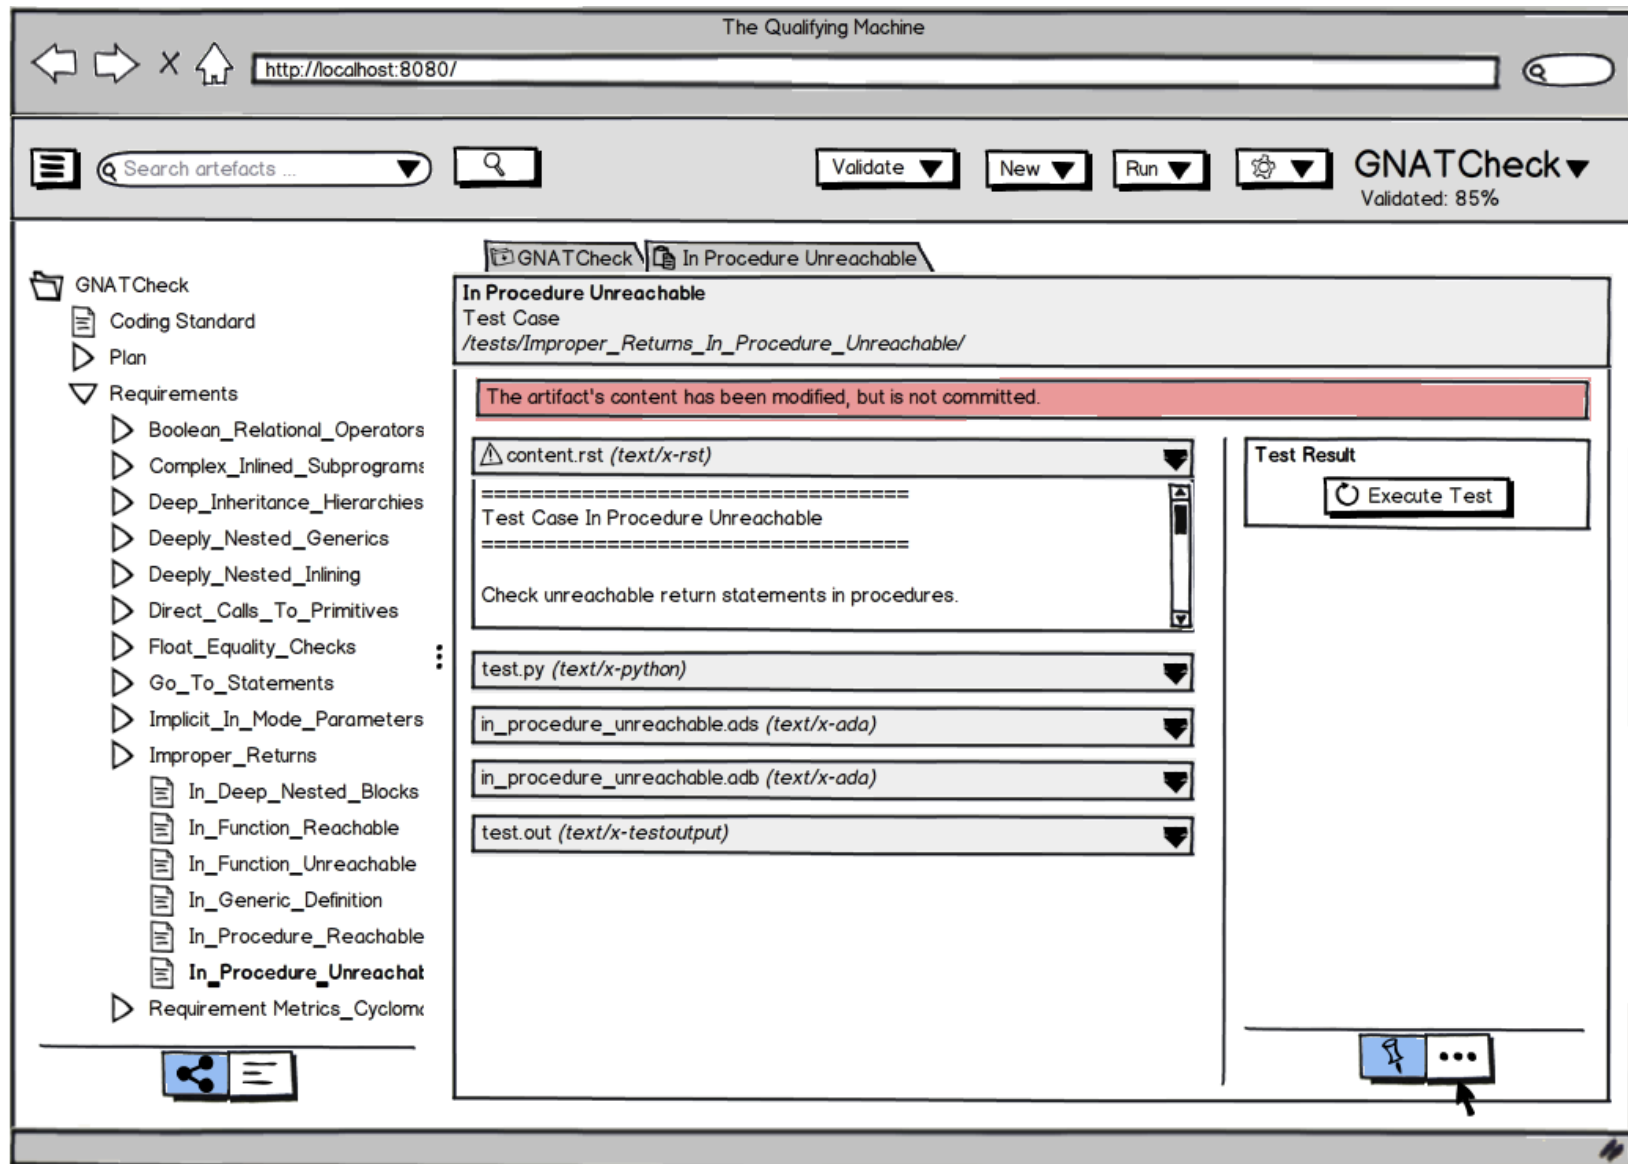 The Qualifying Machine
http://localhost:8080/
Search artefacts ...
Validate
New
Run
GNATCheck
Validated: 85%
GNATCheck
Coding Standard
Plan
Requirements
Boolean_Relational_Operators
Complex_Inlined_Subprograms
Deep_Inheritance_Hierarchies
Deeply_Nested_Generics
Deeply_Nested_Inlining
Direct_Calls_To_Primitives
Float_Equality_Checks
Go_To_Statements
Implicit_In_Mode_Parameters
Improper_Returns
In_Deep_Nested_Blocks
In_Function_Reachable
In_Function_Unreachable
In_Generic_Definition
In_Procedure_Reachable
In_Procedure_Unreachab
Requirement Metrics_Cyclom
GNATCheck
In Procedure Unreachable
In Procedure Unreachable
Test Case
/tests/Improper_Returns_In_Procedure_Unreachable/
The artifact's content has been modified, but is not committed.
content.rst (text/x-rst)
==================================
Test Case In Procedure Unreachable
==================================
Check unreachable return statements in procedures.
test.py (text/x-python)
in_procedure_unreachable.ads (text/x-ada)
in_procedure_unreachable.adb (text/x-ada)
test.out (text/x-testoutput)
Test Result
Execute Test